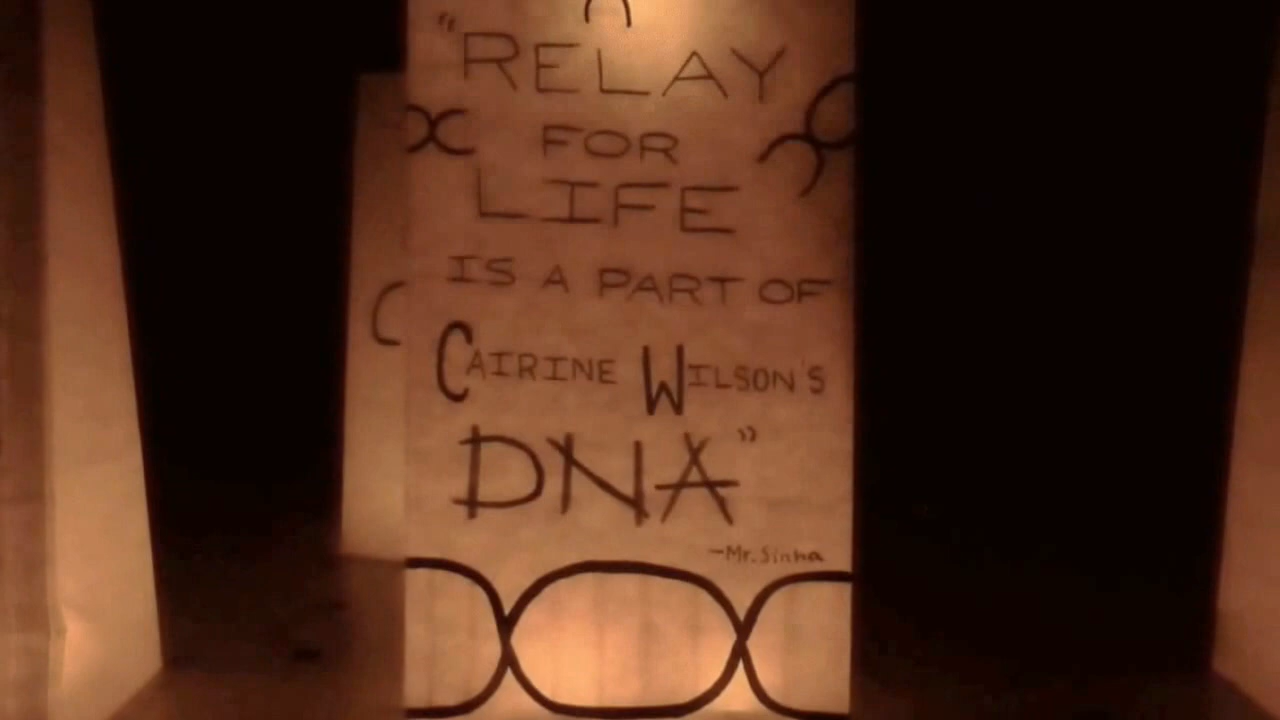 "RELAY
FOR
LIFE
IS A PART OF
CAIRINE WILSON'S
DNA"
-Mr. Sinha